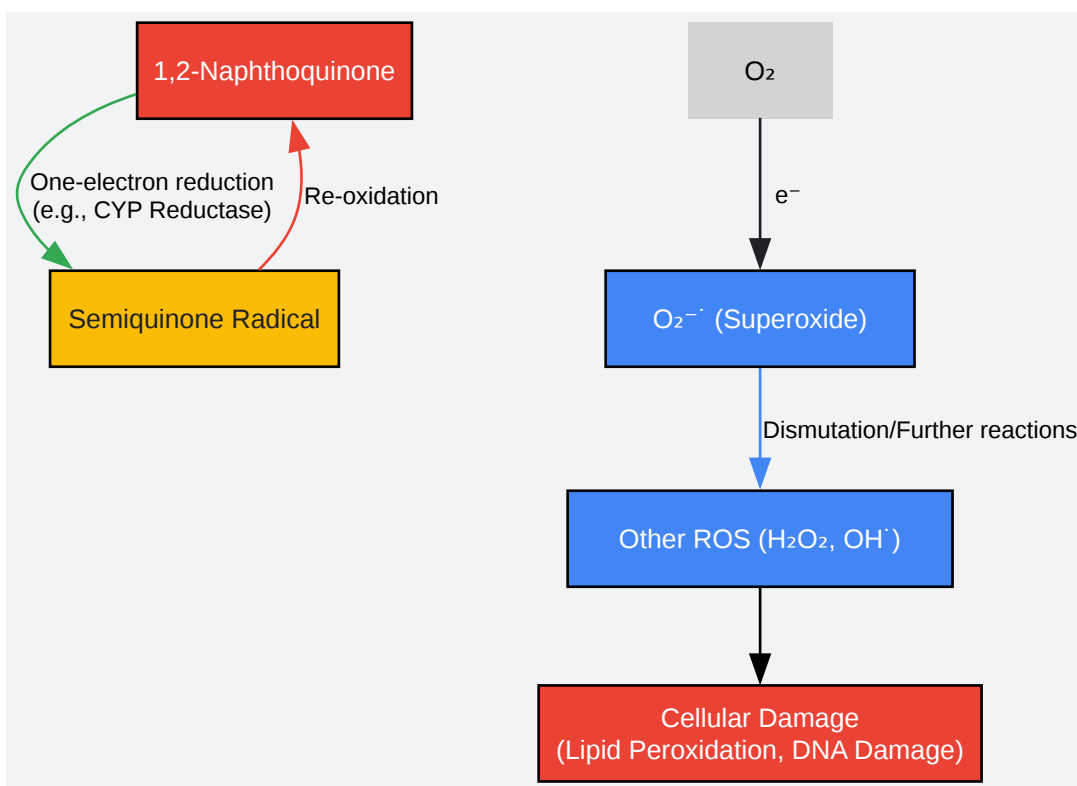 1,2-Naphthoquinone
O₂
One-electron reduction
(e.g., CYP Reductase)
Re-oxidation
e⁻
Semiquinone Radical
O₂⁻˙ (Superoxide)
Dismutation/Further reactions
Other ROS (H₂O₂, OH˙)
Cellular Damage
(Lipid Peroxidation, DNA Damage)